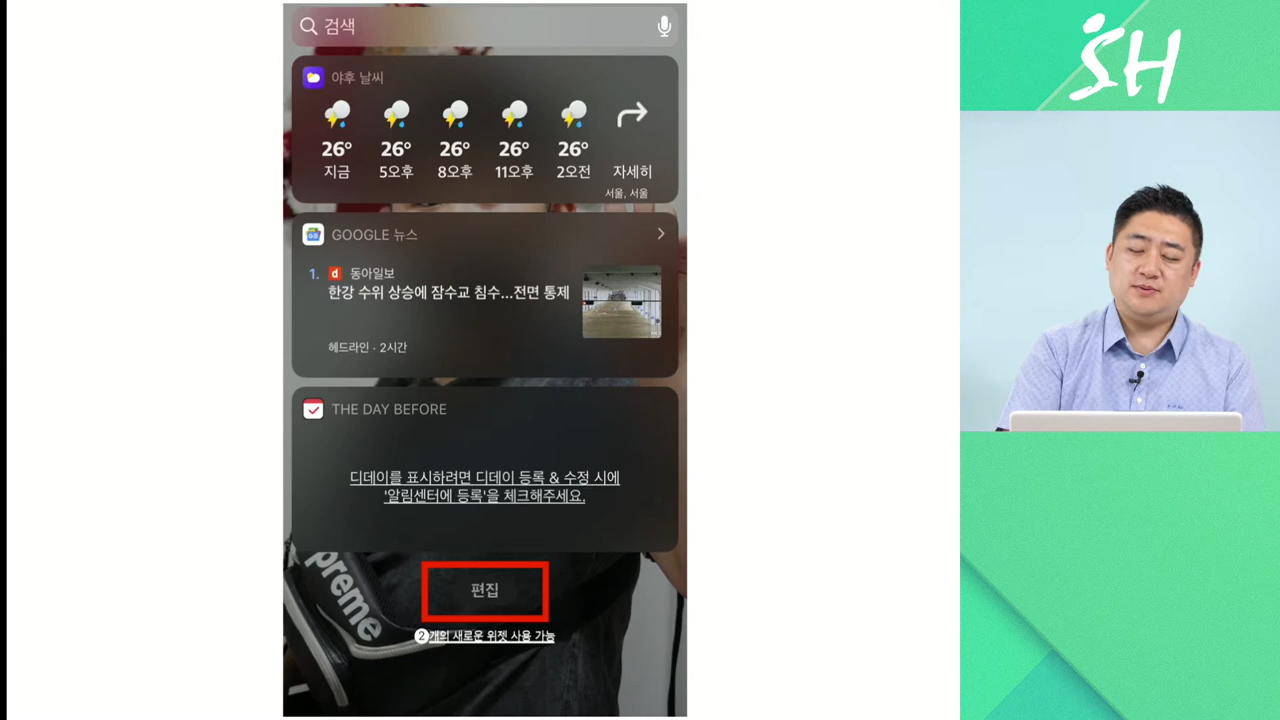 검색
야후 날씨
26° 26° 26° 26° 26°
지금 5오후 8오후 11오후 2오전 자세히
서울, 서울
GOOGLE 뉴스
1. d 동아일보
한강 수위 상승에 잠수교 침수...전면 통제
헤드라인 · 2시간
THE DAY BEFORE
디데이를 표시하려면 디데이 등록 & 수정 시에
'알림센터에 등록'을 체크해주세요.
preme
편집
2개의 새로운 위젯 사용 가능
SH